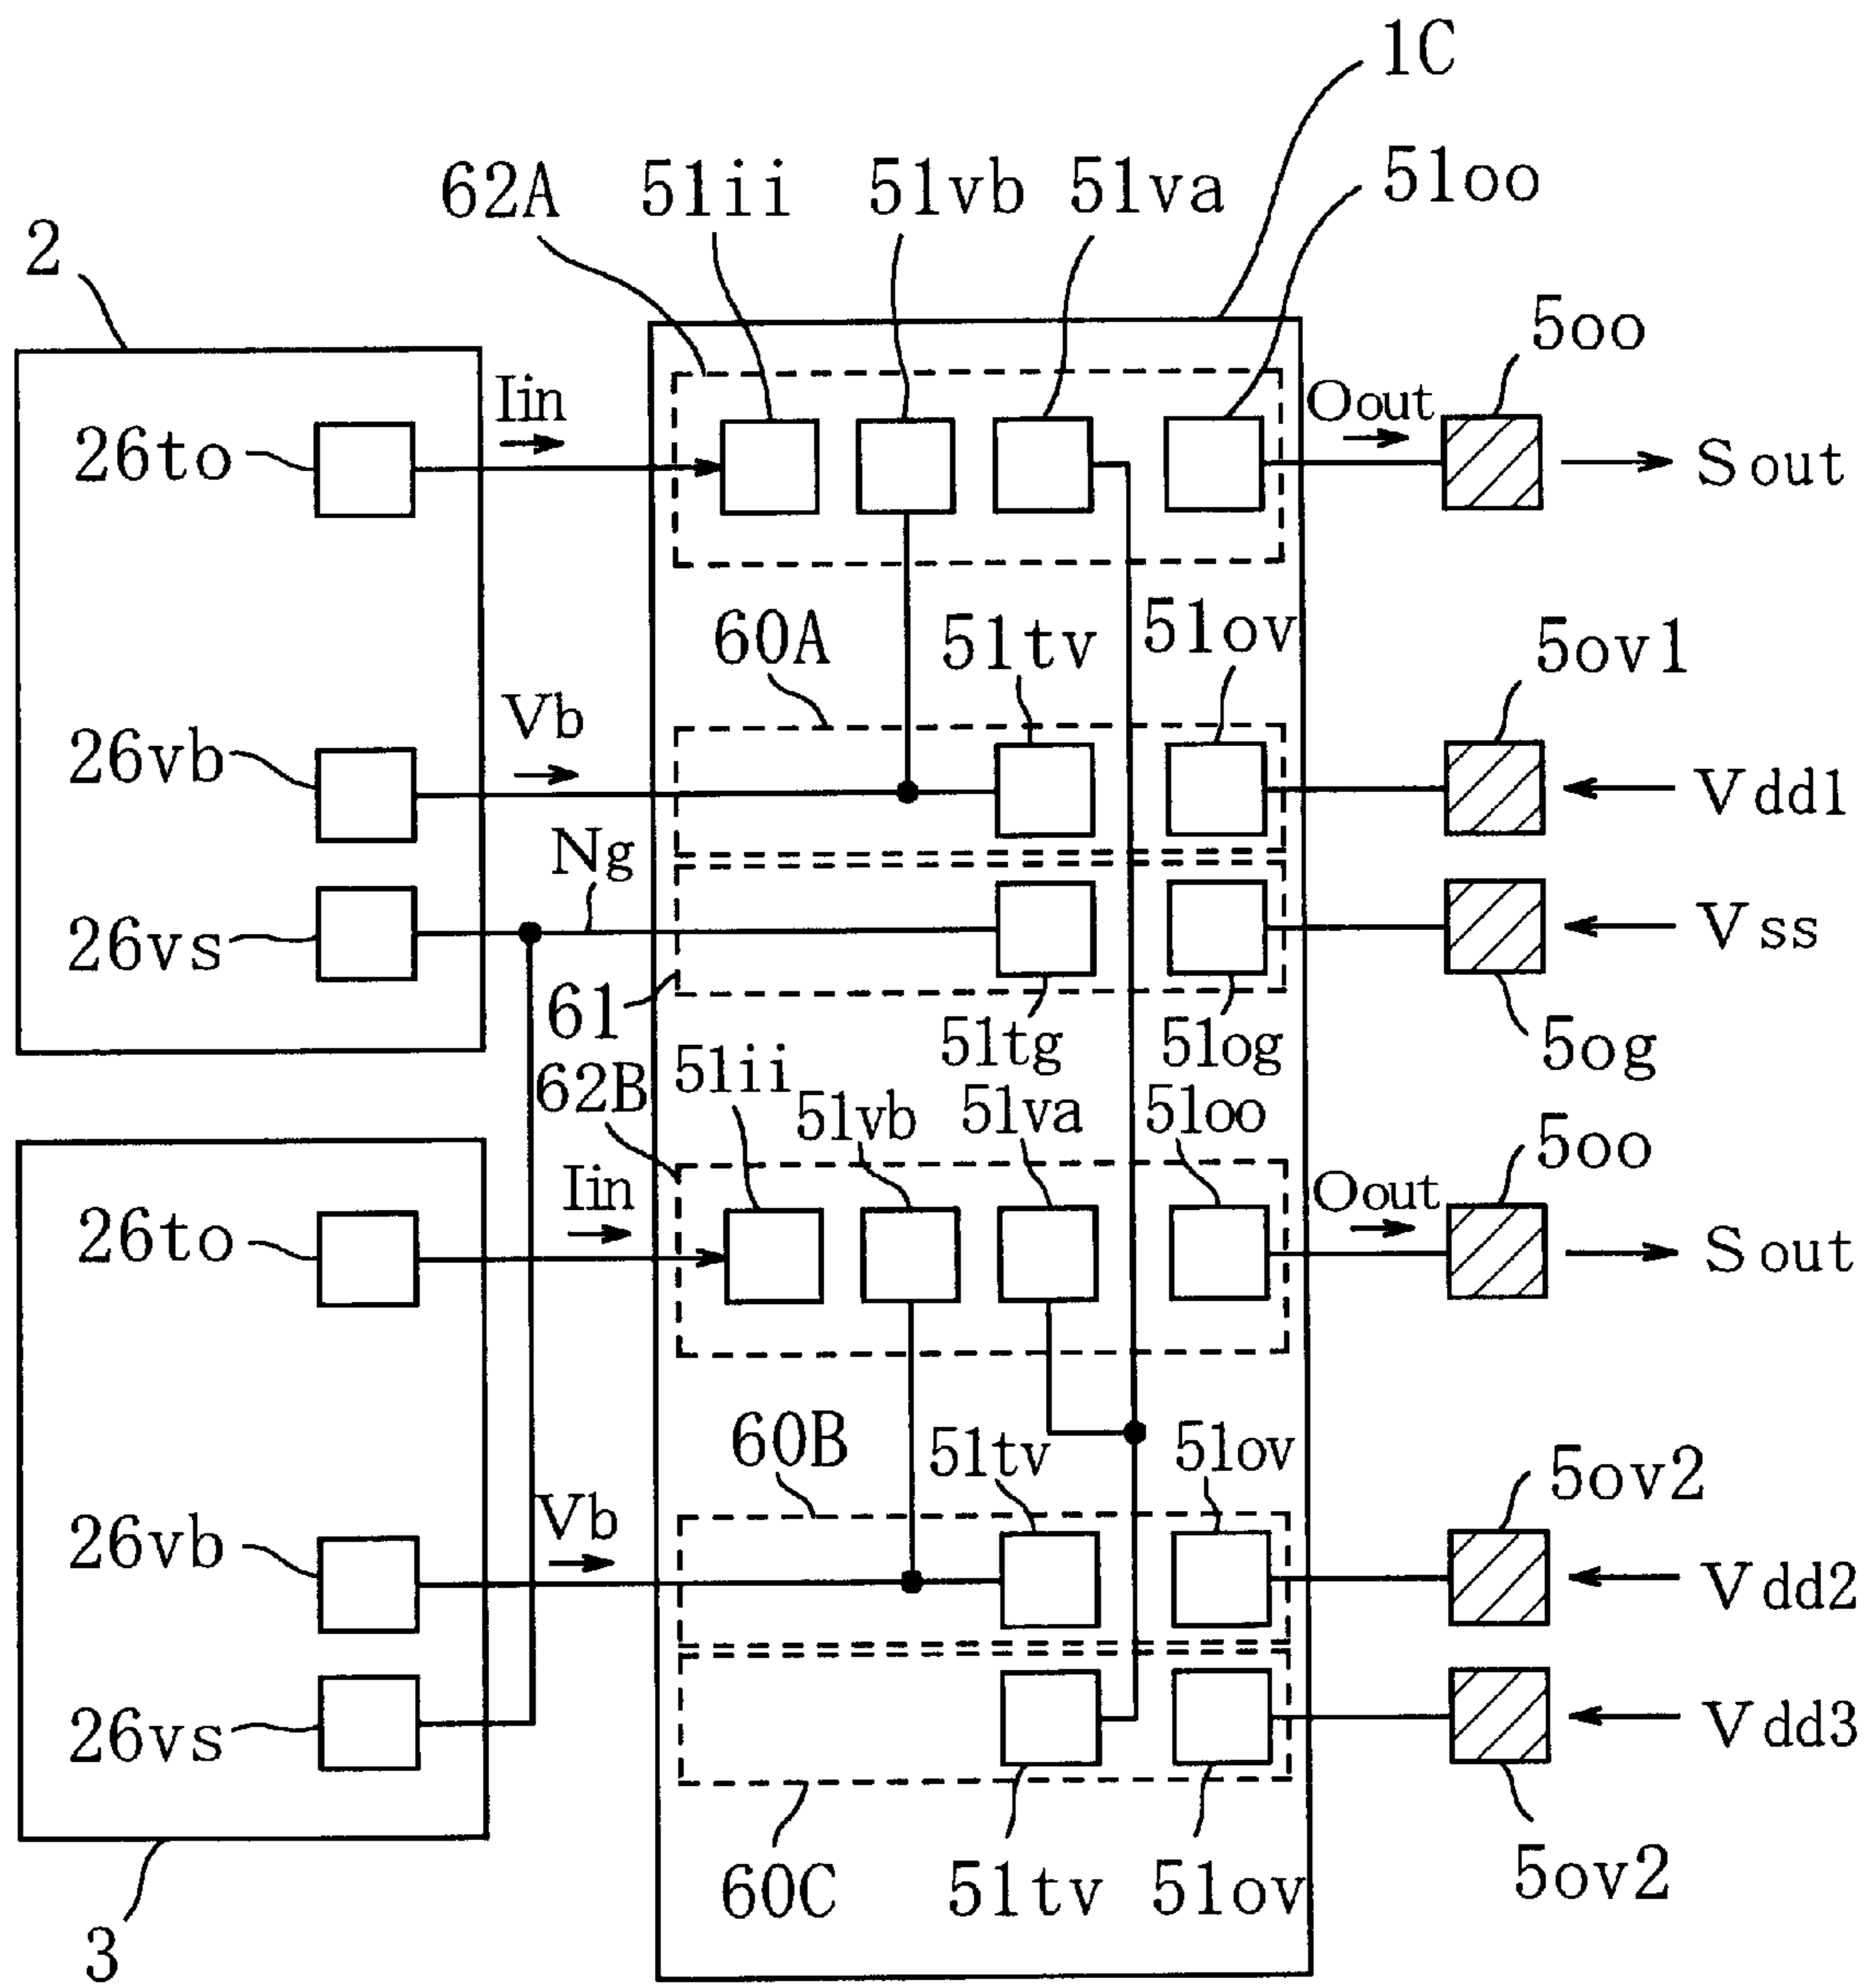 1C
62A 51ii 51vb 51va 51oo
2
5oo
Iin
Oout
26to
Sout
60A 51tv 51ov
5ov1
Vb
26vb
Vdd1
Ng
26vs
Vss
61
51tg 51og
5og
62B 51ii
51vb 51va 51oo
5oo
Iin
Oout
26to
Sout
60B 51tv 51ov
5ov2
Vb
26vb
Vdd2
26vs
Vdd3
60C 51tv 51ov
5ov2
3